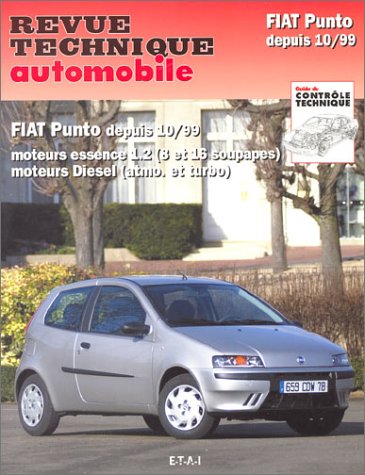 REVUE
TECHNIQUE
automobile
FIAT Punto
depuis 10/99
Guide du
CONTRÔLE
TECHNIQUE
FIAT Punto depuis 10/99
moteurs essence 1.2 (8 et 16 soupapes)
moteurs Diesel (atmo. et turbo)
659 CDW 78
E·T·A·I